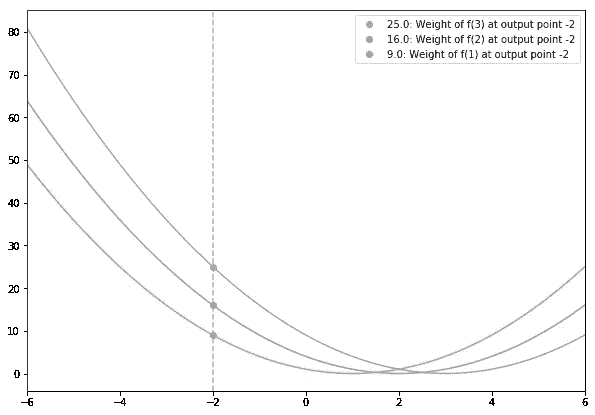 25.0: Weight of f(3) at output point -2
16.0: Weight of f(2) at output point -2
9.0: Weight of f(1) at output point -2
80
70
60
50
40
30
20
10
0
−6 −4 −2 0 2 4 6